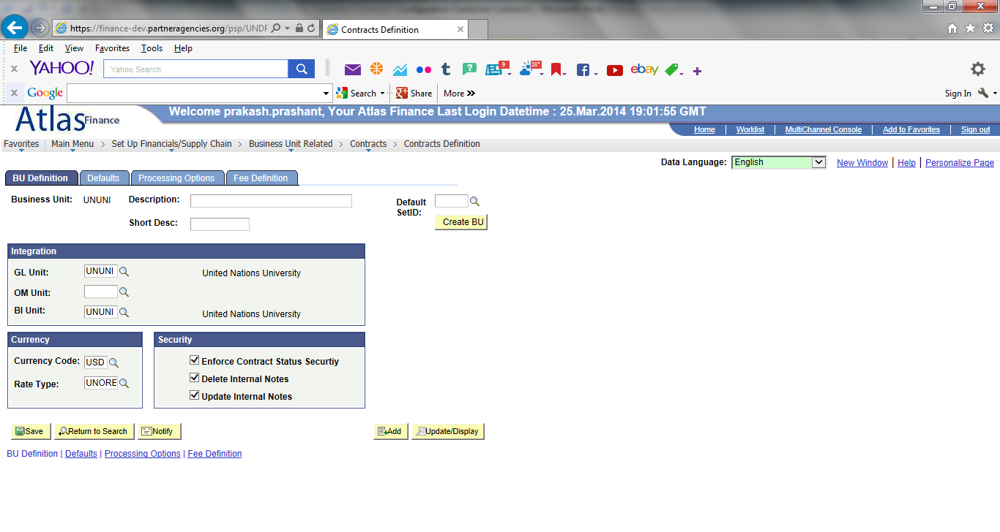 https://finance-dev.partneragencies.org/psp/UNDP
Contracts Definition
File Edit View Favorites Tools Help
YAHOO! Yahoo Search ? 9 38° t ebay
Google Search Share More »
Sign In
Atlas Finance
Welcome prakash.prashant, Your Atlas Finance Last Login Datetime : 25.Mar.2014 19:01:55 GMT
Home Worklist MultiChannel Console Add to Favorites Sign out
Favorites Main Menu > Set Up Financials/Supply Chain > Business Unit Related > Contracts > Contracts Definition
Data Language: English New Window | Help | Personalize Page
BU Definition Defaults Processing Options Fee Definition
Business Unit: UNUNI Description: Default SetID:
Short Desc: Create BU
Integration
GL Unit: UNUNI United Nations University
OM Unit:
BI Unit: UNUNI United Nations University
Currency Security
Currency Code: USD Enforce Contract Status Securtiy
Delete Internal Notes
Rate Type: UNORE Update Internal Notes
Save Return to Search Notify Add Update/Display
BU Definition | Defaults | Processing Options | Fee Definition